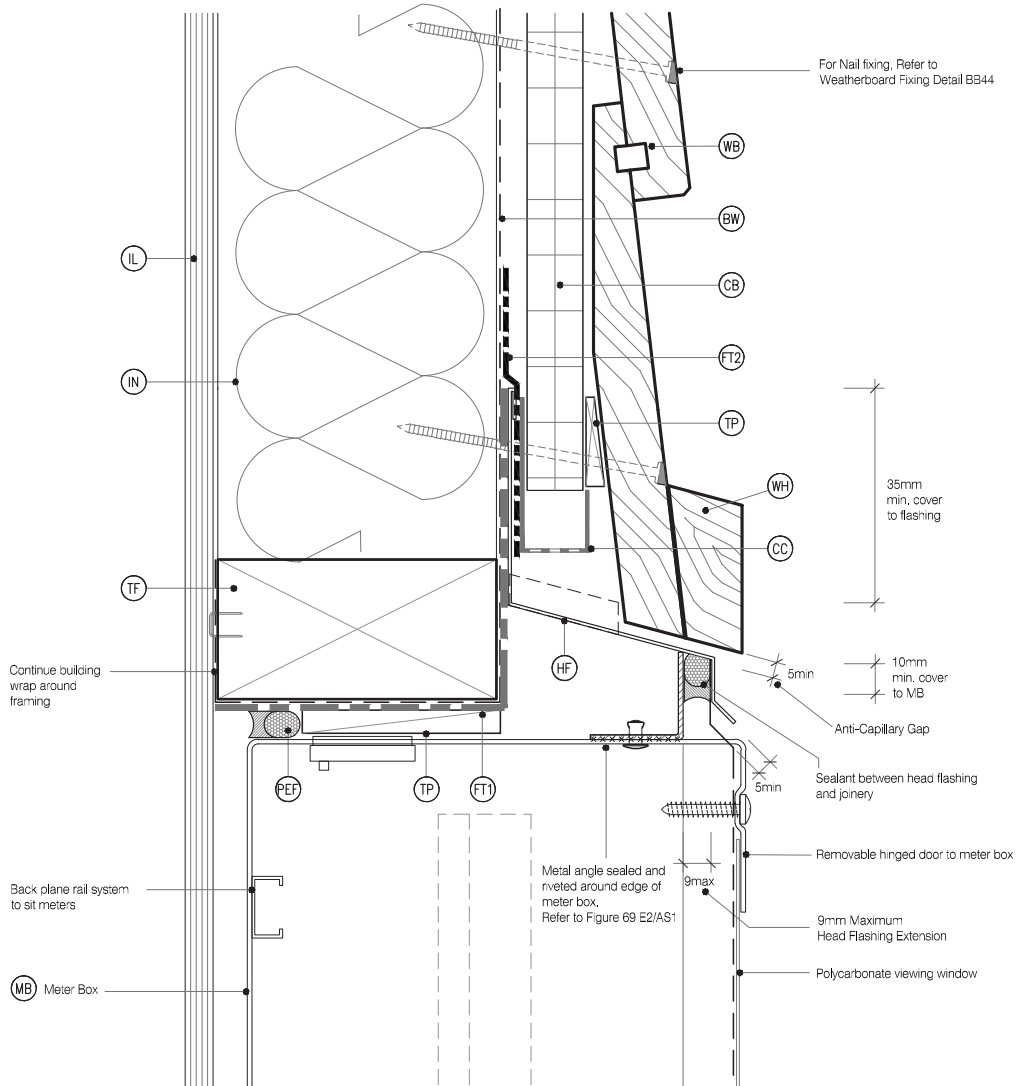 For Nail fixing, Refer to
Weatherboard Fixing Detail BB44
WB
BW
IL
CB
FT2
IN
TP
WH
35mm
min. cover
to flashing
CC
TF
HF
Continue building
wrap around
framing
5min
10mm
min. cover
to MB
Anti-Capillary Gap
PEF
TP
FT1
5min
Sealant between head flashing
and joinery
Metal angle sealed and
riveted around edge of
meter box.
Refer to Figure 69 E2/AS1
9max
Removable hinged door to meter box
Back plane rail system
to sit meters
9mm Maximum
Head Flashing Extension
Polycarbonate viewing window
MB Meter Box